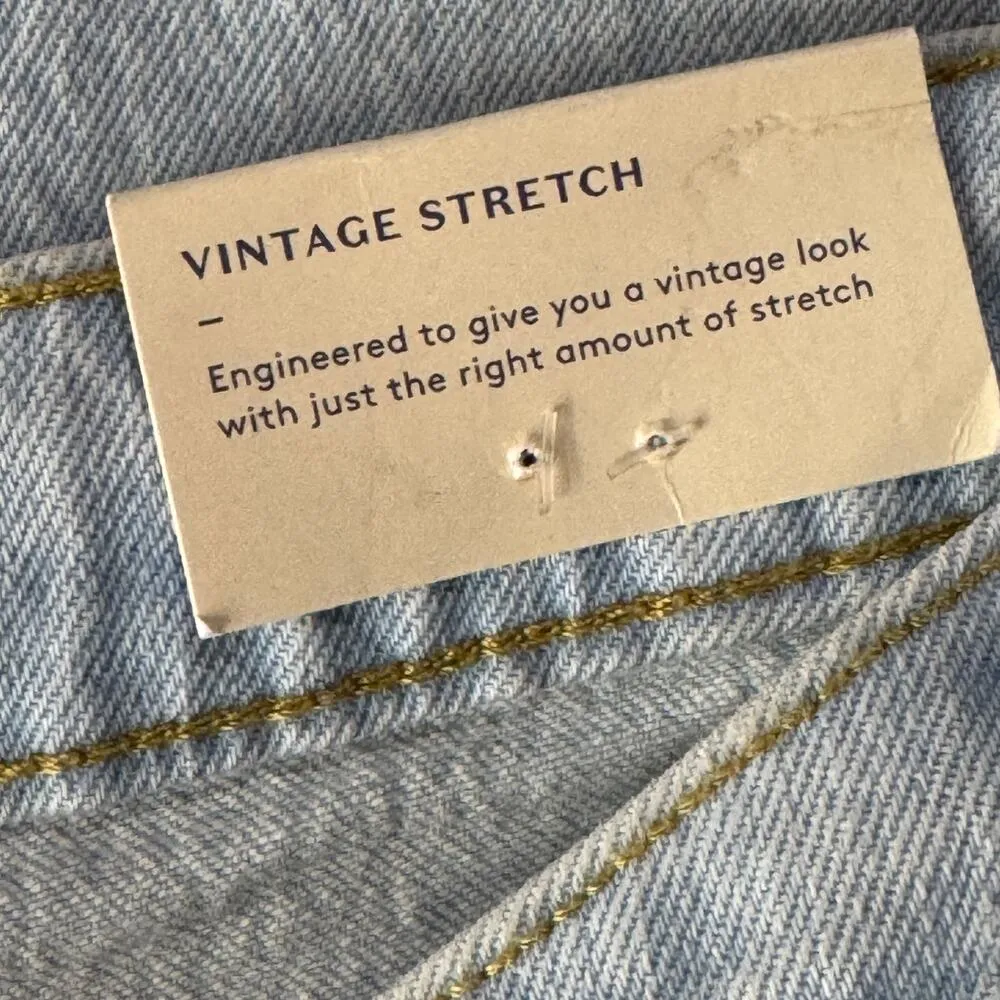 VINTAGE STRETCH
–
Engineered to give you a vintage look
with just the right amount of stretch